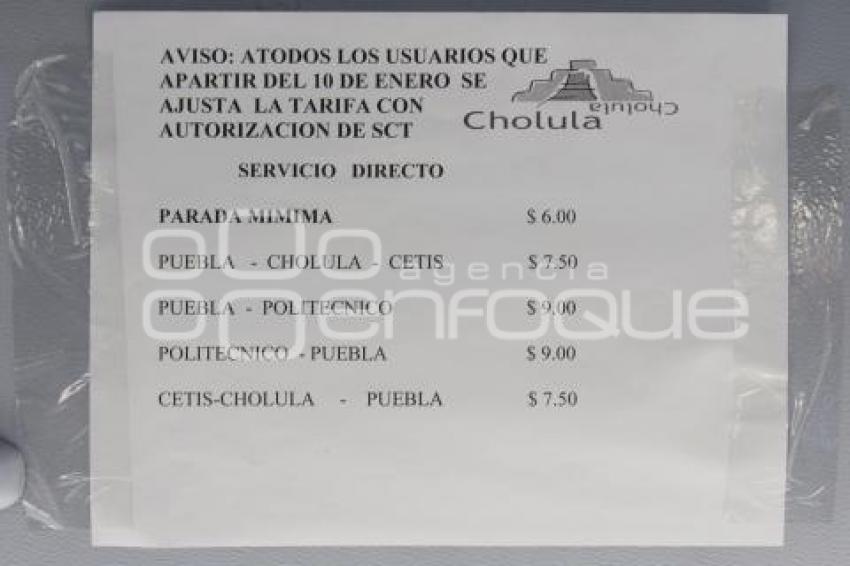 AVISO: ATODOS LOS USUARIOS QUE
APARTIR DEL 10 DE ENERO SE
AJUSTA LA TARIFA CON
AUTORIZACION DE SCT
Cholula
Cholula
SERVICIO DIRECTO
PARADA MIMIMA $ 6.00
PUEBLA - CHOLULA - CETIS $ 7.50
PUEBLA - POLITECNICO $ 9.00
POLITECNICO - PUEBLA $ 9.00
CETIS-CHOLULA - PUEBLA $ 7.50
agencia
enfoque